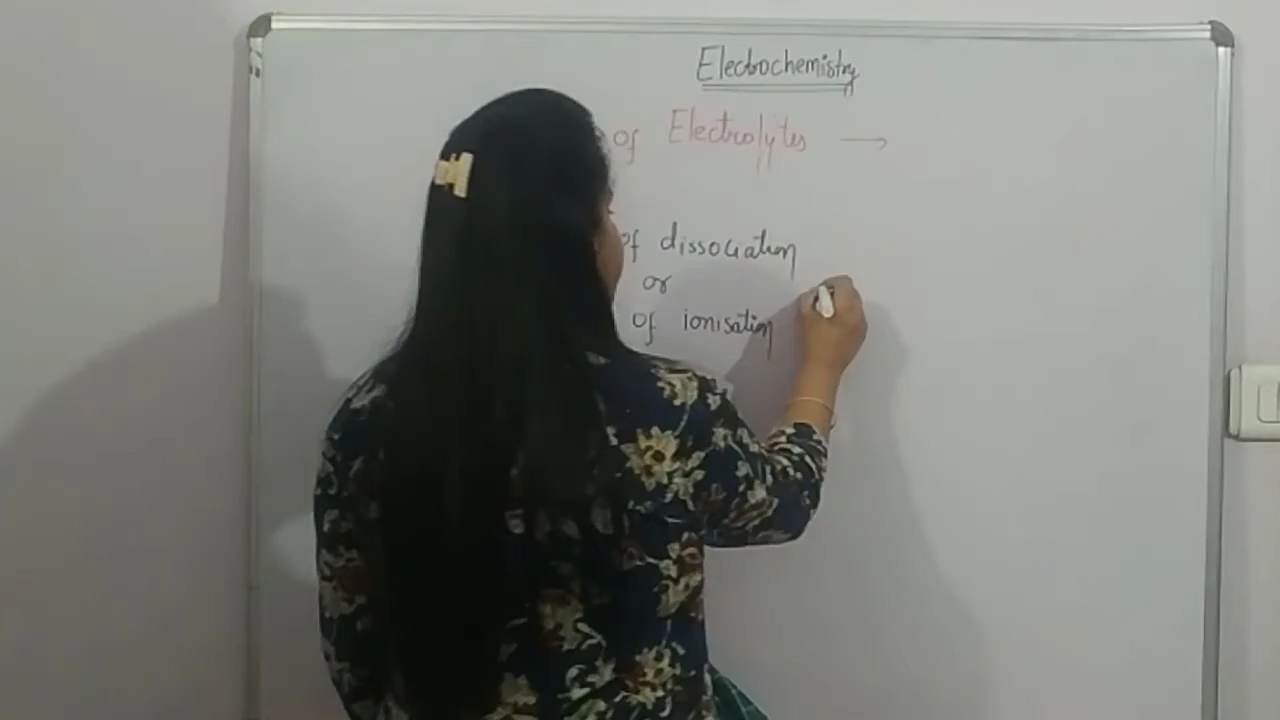 Electrochemistry
of Electrolytes →
of dissociation
or
of ionisation